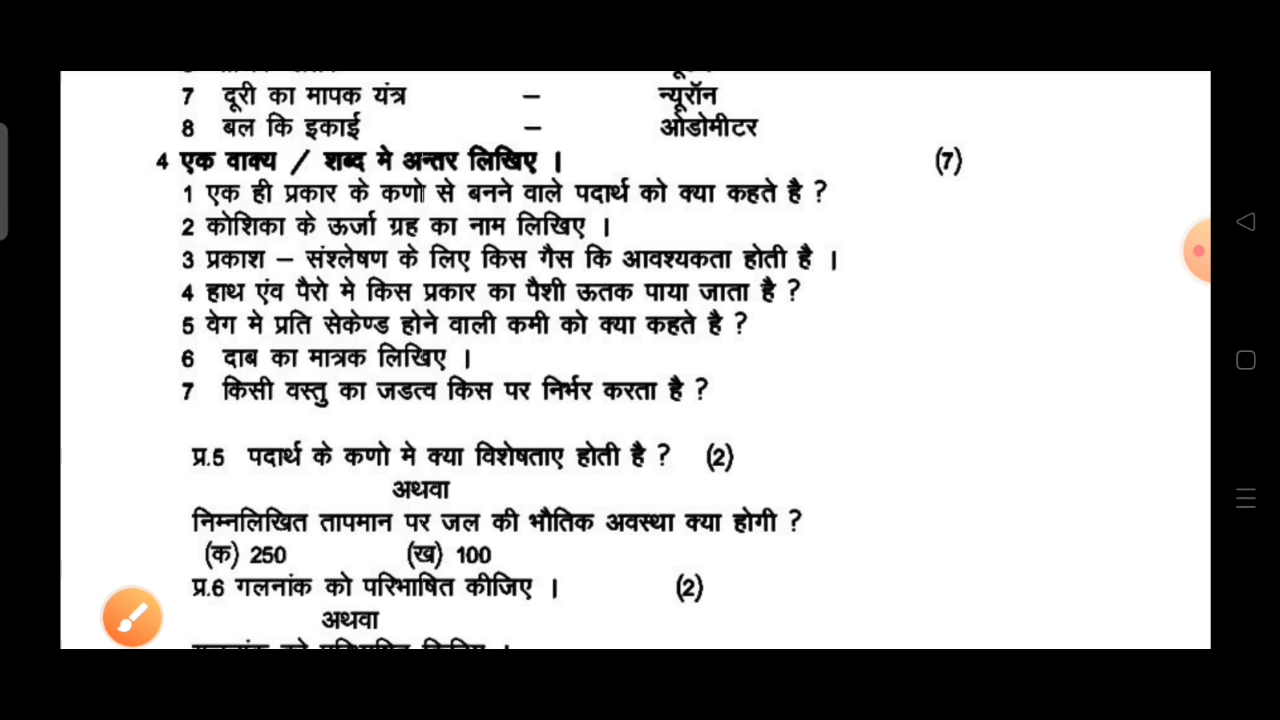 7 दूरी का मापक यंत्र – न्यूरॉन
8 बल कि इकाई – ओडोमीटर
4 एक वाक्य / शब्द मे अन्तर लिखिए । (7)
1 एक ही प्रकार के कणो से बनने वाले पदार्थ को क्या कहते है ?
2 कोशिका के ऊर्जा ग्रह का नाम लिखिए ।
3 प्रकाश – संश्लेषण के लिए किस गैस कि आवश्यकता होती है ।
4 हाथ एंव पैरो मे किस प्रकार का पैशी ऊतक पाया जाता है ?
5 वेग मे प्रति सेकेण्ड होने वाली कमी को क्या कहते है ?
6 दाब का मात्रक लिखिए ।
7 किसी वस्तु का जडत्व किस पर निर्भर करता है ?
प्र.5 पदार्थ के कणो मे क्या विशेषताए होती है ? (2)
अथवा
निम्नलिखित तापमान पर जल की भौतिक अवस्था क्या होगी ?
(क) 250 (ख) 100
प्र.6 गलनांक को परिभाषित कीजिए । (2)
अथवा